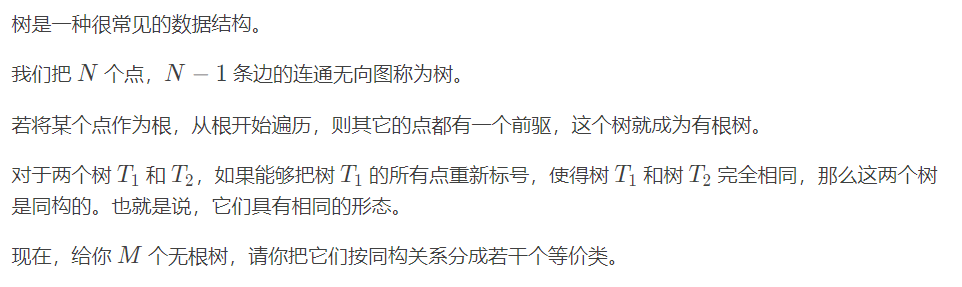 树是一种很常见的数据结构。
我们把 N 个点，N − 1 条边的连通无向图称为树。
若将某个点作为根，从根开始遍历，则其它的点都有一个前驱，这个树就成为有根树。
对于两个树 T₁ 和 T₂，如果能够把树 T₁ 的所有点重新标号，使得树 T₁ 和树 T₂ 完全相同，那么这两个树
是同构的。也就是说，它们具有相同的形态。
现在，给你 M 个无根树，请你把它们按同构关系分成若干个等价类。